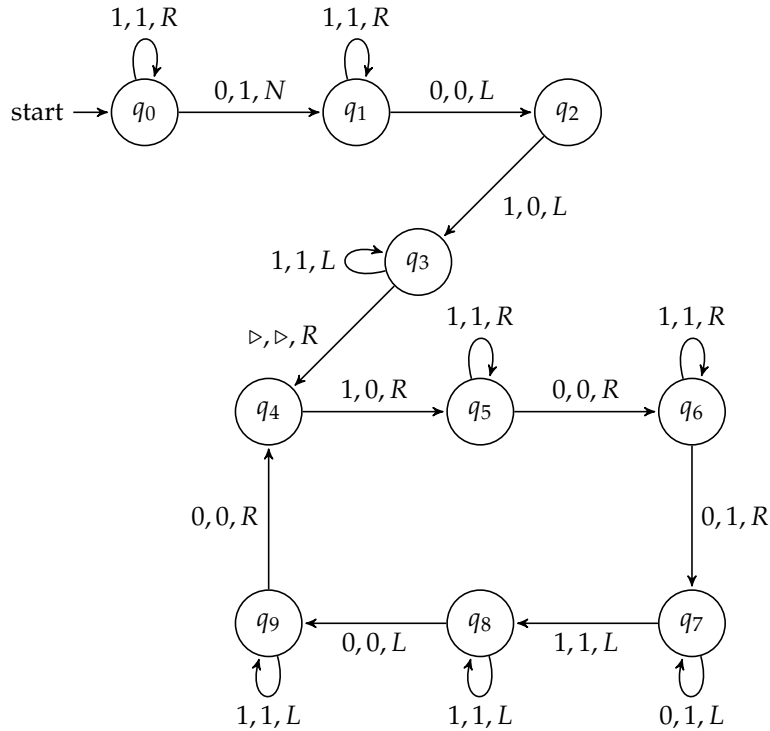 1, 1, R 1, 1, R
0, 1, N 0, 0, L
start q0 q1 q2
1, 0, L
1, 1, L q3
▷, ▷, R
1, 1, R 1, 1, R
1, 0, R 0, 0, R
q4 q5 q6
0, 0, R 0, 1, R
q9 q8 q7
0, 0, L 1, 1, L
1, 1, L 1, 1, L 0, 1, L